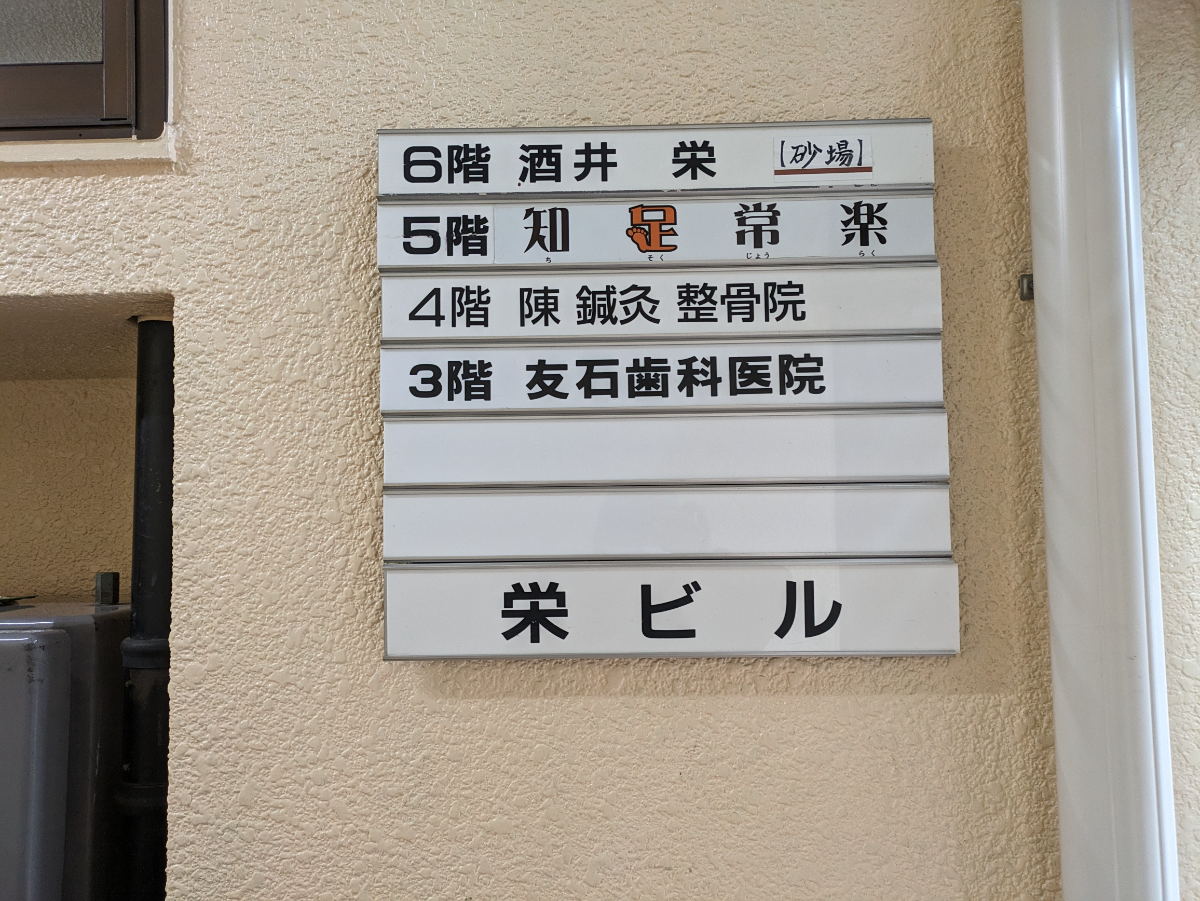 6階 酒井 栄 【砂場】
5階 知 足 常 楽
ち そく じょう らく
4階 陳 鍼灸 整骨院
3階 友石歯科医院
栄ビル